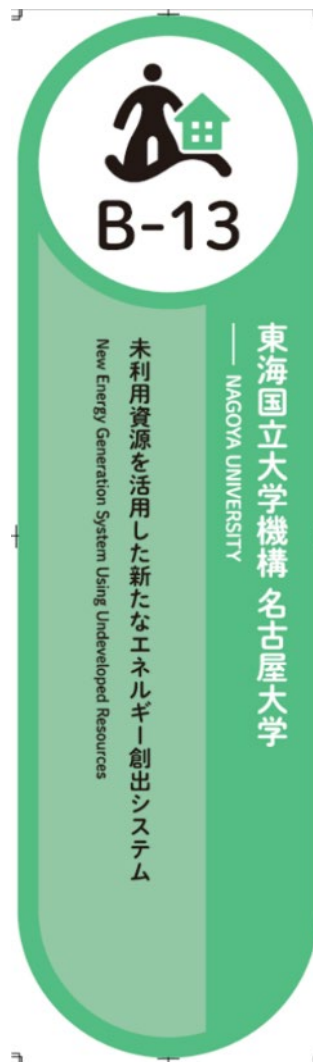 B-13
東海国立大学機構 名古屋大学
NAGOYA UNIVERSITY
未利用資源を活用した新たなエネルギー創出システム
New Energy Generation System Using Undeveloped Resources